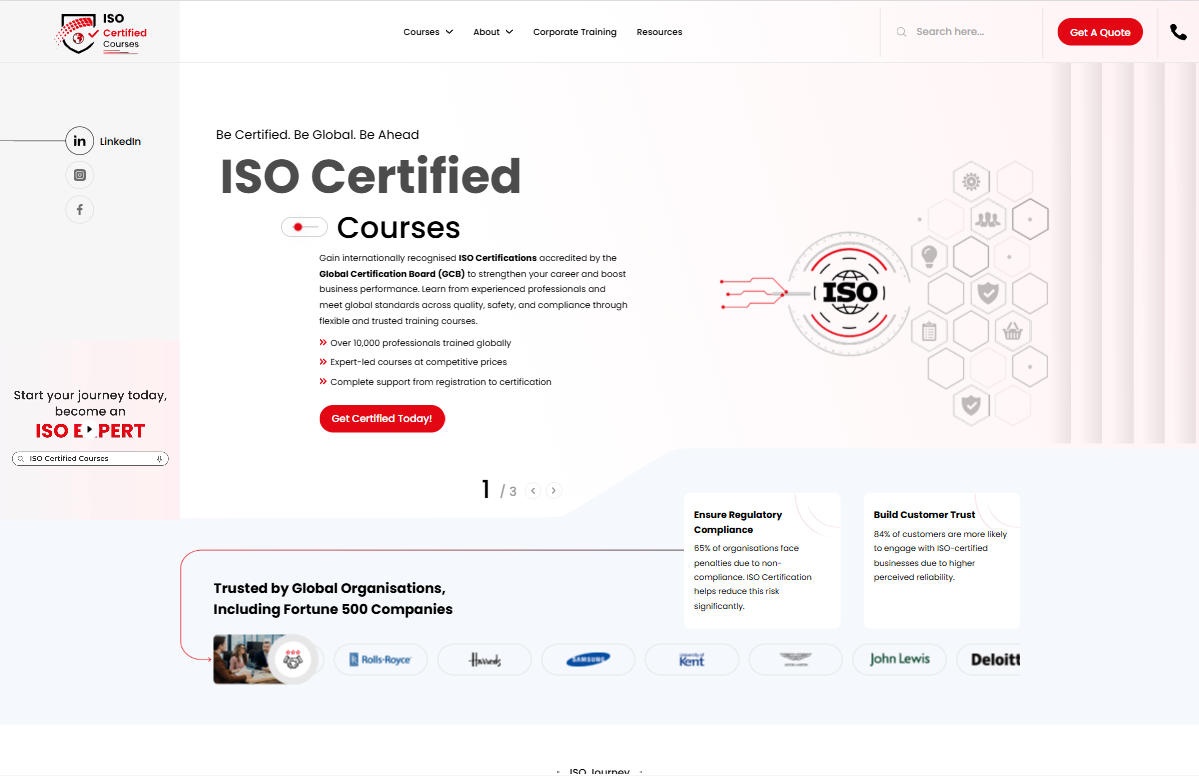 ISO
Certified
Courses
Courses
About
Corporate Training
Resources
Search here...
Get A Quote
in LinkedIn
Be Certified. Be Global. Be Ahead
ISO Certified
Courses
Gain internationally recognised ISO Certifications accredited by the
Global Certification Board (GCB) to strengthen your career and boost
business performance. Learn from experienced professionals and
meet global standards across quality, safety, and compliance through
flexible and trusted training courses.
Over 10,000 professionals trained globally
Expert-led courses at competitive prices
Complete support from registration to certification
Get Certified Today!
ISO
Start your journey today,
become an
ISO E PERT
ISO Certified Courses
1 / 3
Ensure Regulatory
Compliance
65% of organisations face
penalties due to non-
compliance. ISO Certification
helps reduce this risk
significantly.
Build Customer Trust
84% of customers are more likely
to engage with ISO-certified
businesses due to higher
perceived reliability.
Trusted by Global Organisations,
Including Fortune 500 Companies
Rolls-Royce
Harrods
SAMSUNG
University of
Kent
John Lewis
Deloitt
ISO Journey